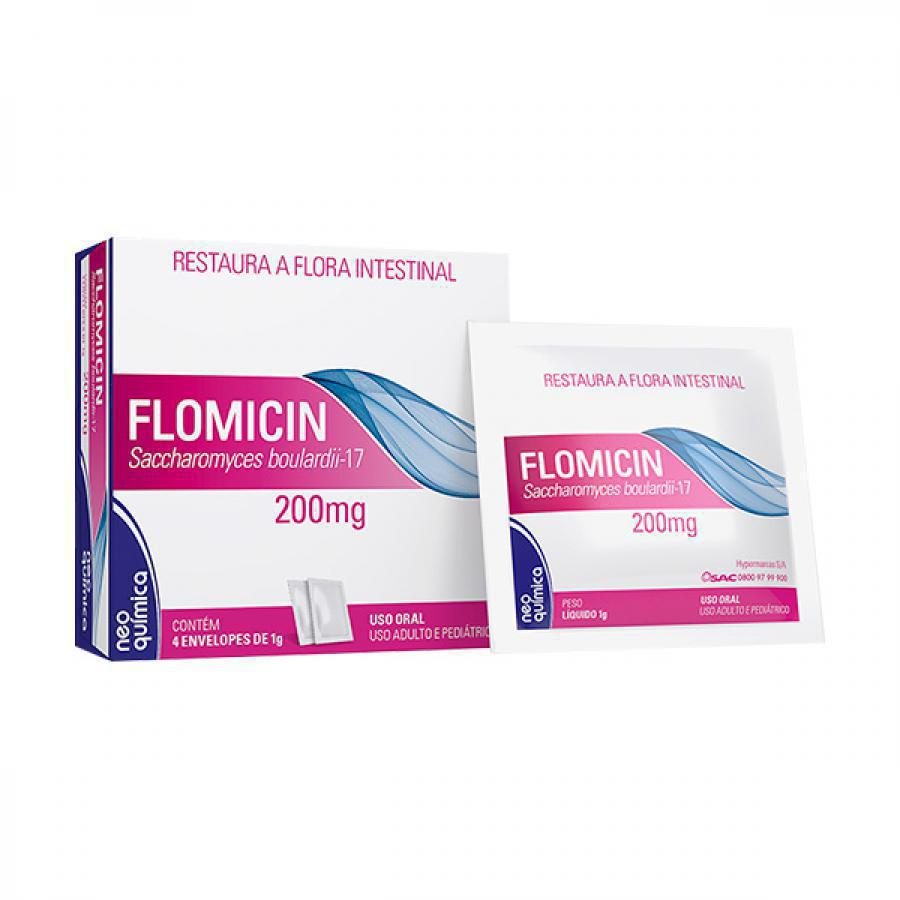 RESTAURA A FLORA INTESTINAL
FLOMICIN
Saccharomyces boulardii-17
200mg
neo
química
CONTÉM
4 ENVELOPES DE 1g
USO ORAL
USO ADULTO E PEDIÁTRIC
FLOMICIN
Saccharomyces boulardii-17
200mg
neo
química
RESTAURA A FLORA INTESTINAL
FLOMICIN
Saccharomyces boulardii-17
200mg
Hypermarcas S/A
SAC 0800 97 99 900
neo
química
PESO
LÍQUIDO 1g
USO ORAL
USO ADULTO E PEDIÁTRICO